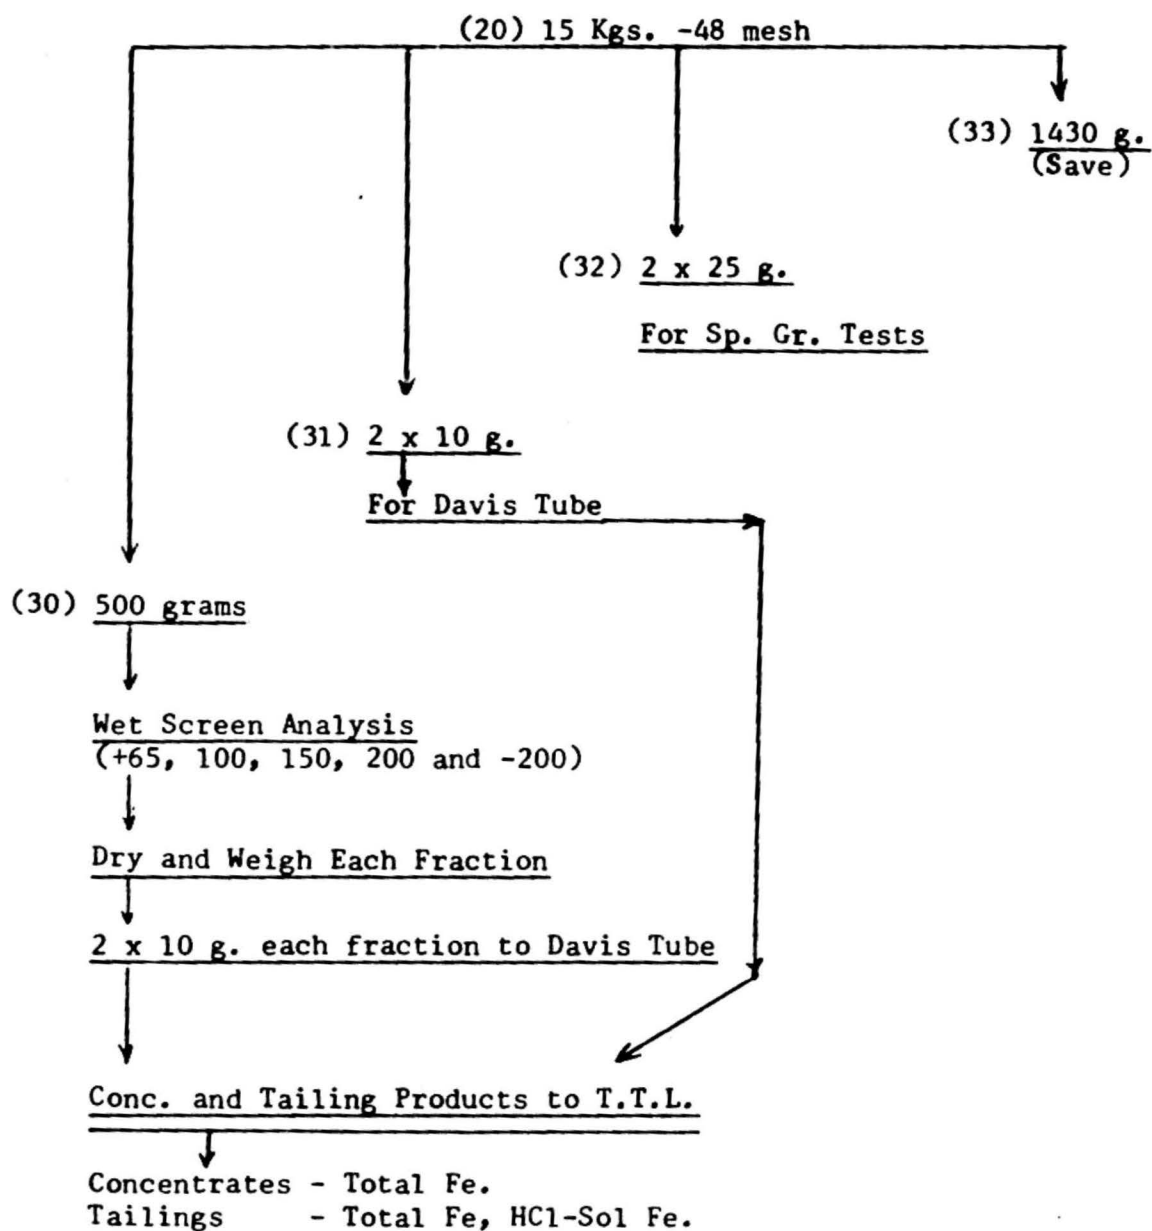 (20) 15 Kgs. -48 mesh
(33) 1430 g.
(Save)
(32) 2 x 25 g.
For Sp. Gr. Tests
(31) 2 x 10 g.
For Davis Tube
(30) 500 grams
Wet Screen Analysis
(+65, 100, 150, 200 and -200)
Dry and Weigh Each Fraction
2 x 10 g. each fraction to Davis Tube
Conc. and Tailing Products to T.T.L.
Concentrates - Total Fe.
Tailings - Total Fe, HCl-Sol Fe.